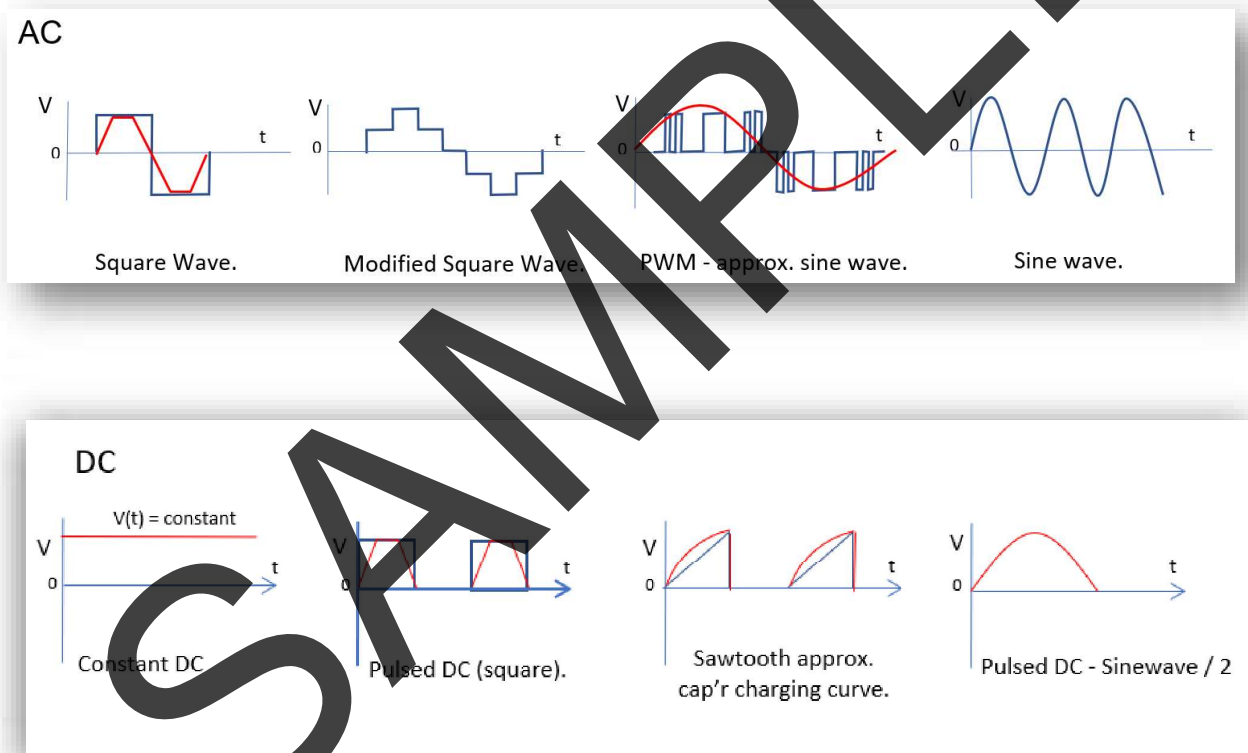 AC
V
0
t
Square Wave.
V
0
t
Modified Square Wave.
V
0
t
PWM - approx. sine wave.
V
0
t
Sine wave.
DC
V(t) = constant
V
0
t
Constant DC
V
0
t
Pulsed DC (square).
V
0
t
Sawtooth approx.
cap'r charging curve.
V
0
t
Pulsed DC - Sinewave / 2
SAMPLE